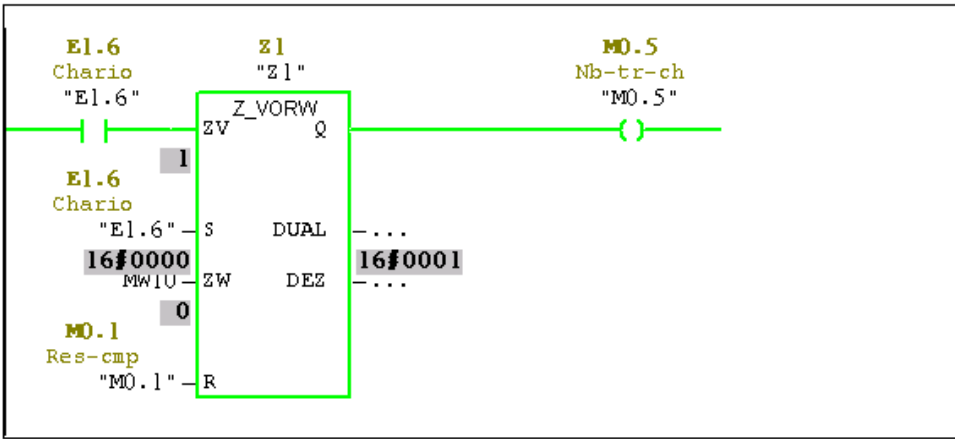 E1.6 Z1 M0.5
Chario "Z1" Nb-tr-ch
"E1.6" "M0.5"
Z_VORW
ZV Q
1
E1.6
Chario
"E1.6" S DUAL ...
16#0000 16#0001
MW10 ZW DEZ ...
0
M0.1
Res-cmp
"M0.1" R